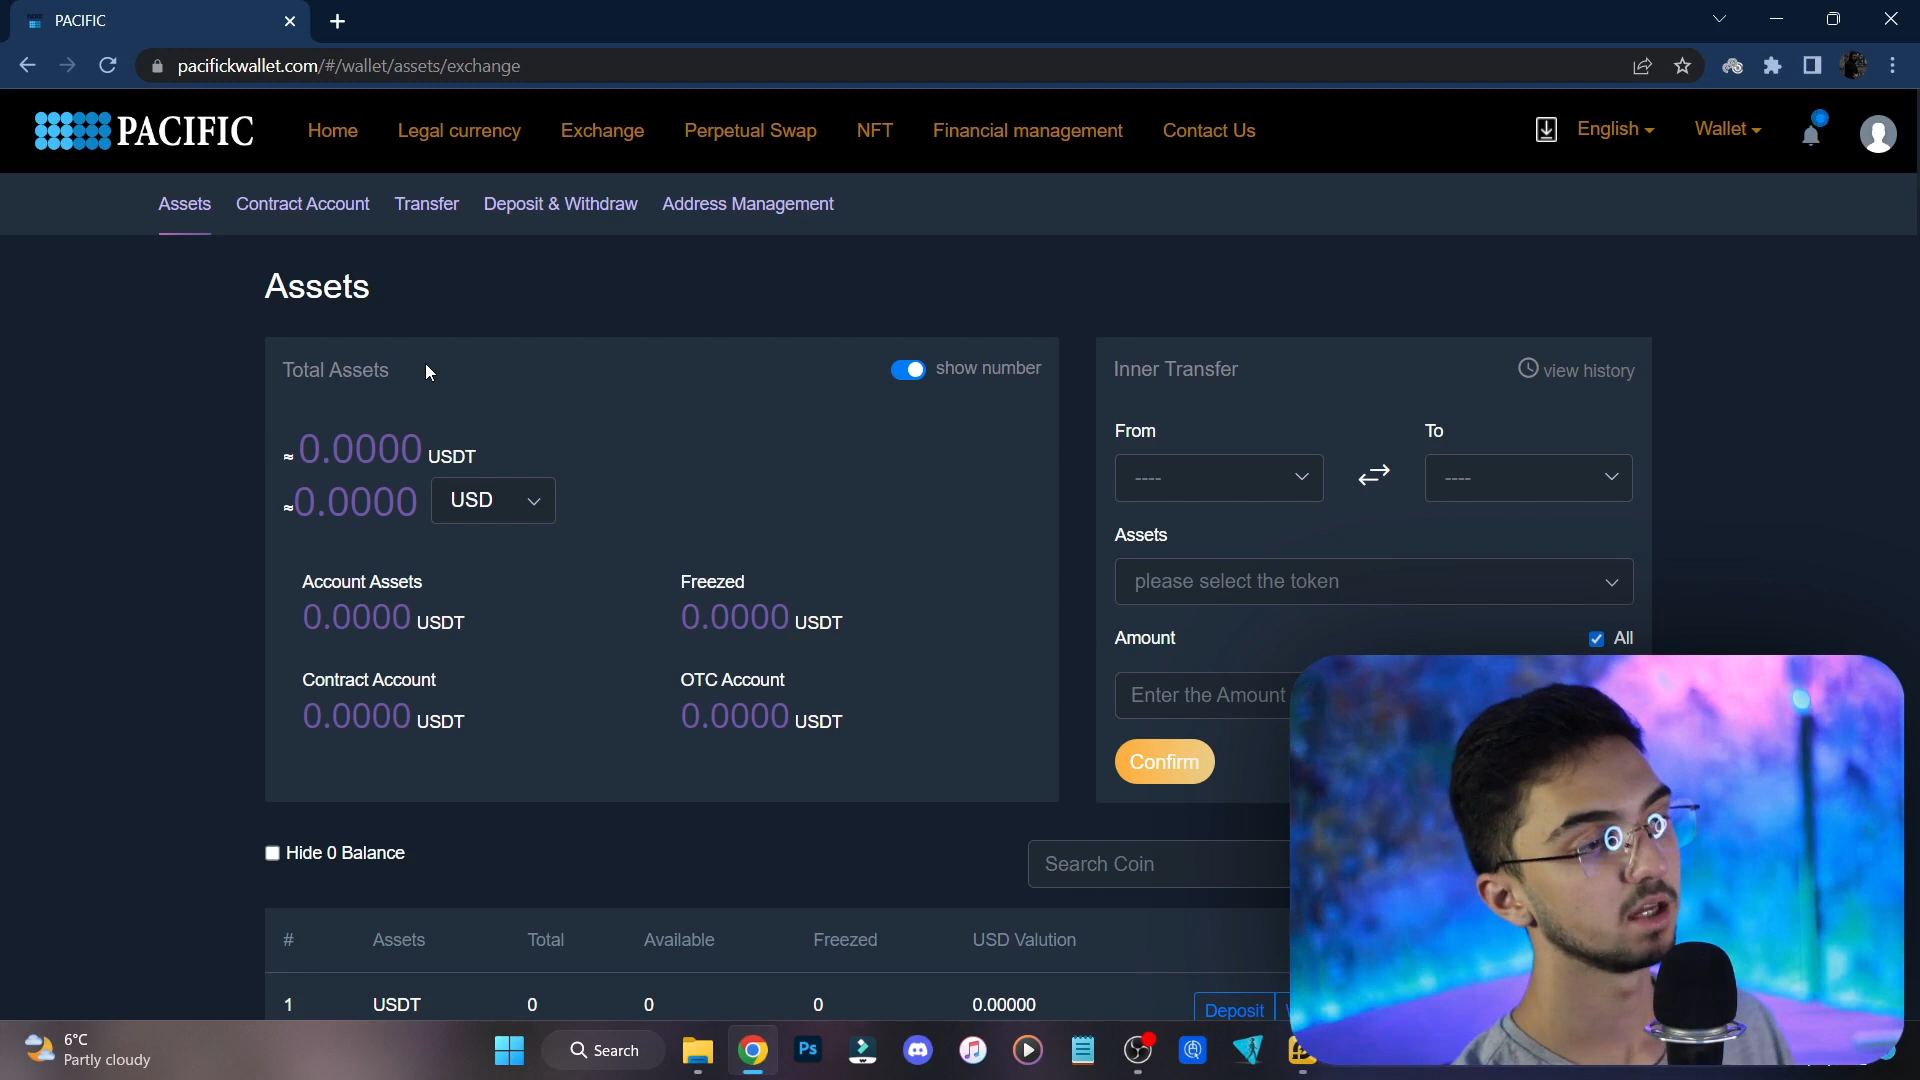 PACIFIC
pacifickwallet.com/#/wallet/assets/exchange
PACIFIC
Home
Legal currency
Exchange
Perpetual Swap
NFT
Financial management
Contact Us
English
Wallet
Assets
Contract Account
Transfer
Deposit & Withdraw
Address Management
Assets
Total Assets
show number
≈ 0.0000 USDT
≈0.0000 USD
Account Assets
0.0000 USDT
Freezed
0.0000 USDT
Contract Account
0.0000 USDT
OTC Account
0.0000 USDT
Inner Transfer
view history
From
To
----
----
Assets
please select the token
Amount
All
Enter the Amount
Confirm
Hide 0 Balance
Search Coin
# Assets Total Available Freezed USD Valution
1 USDT 0 0 0 0.00000 Deposit
6°C
Partly cloudy
Search
Ps